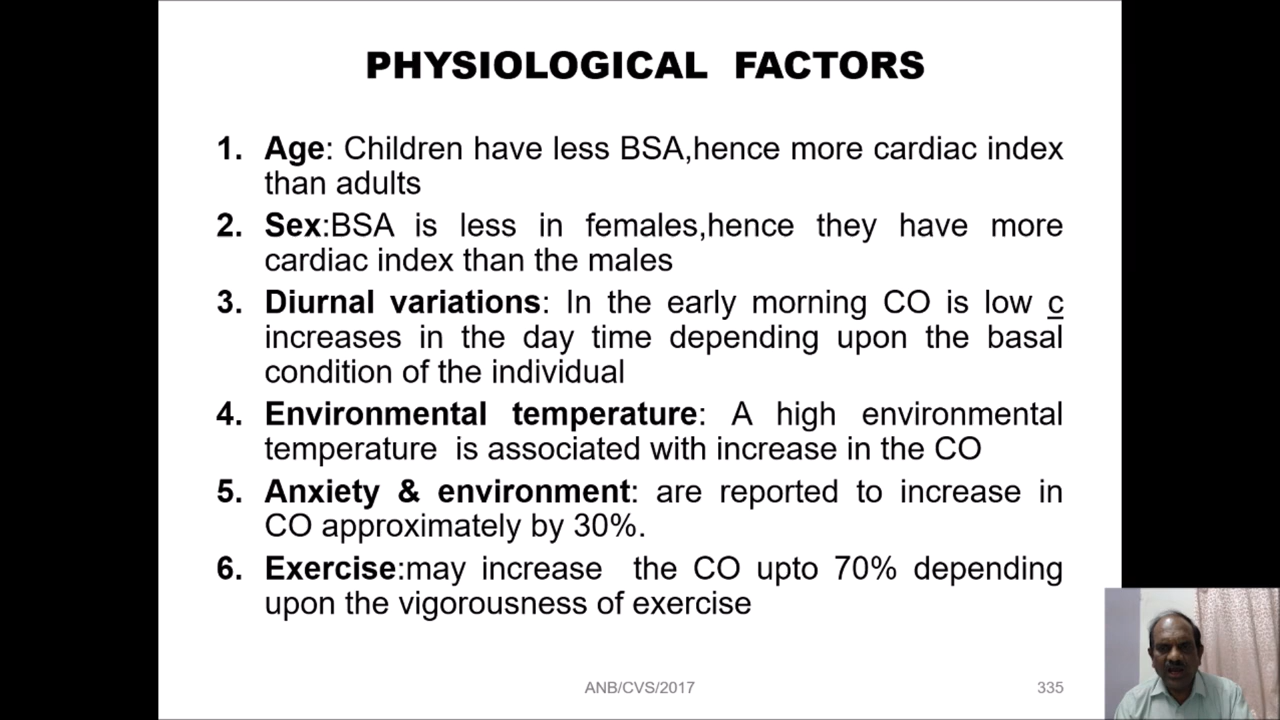 PHYSIOLOGICAL FACTORS
1. Age: Children have less BSA,hence more cardiac index
than adults
2. Sex:BSA is less in females,hence they have more
cardiac index than the males
3. Diurnal variations: In the early morning CO is low c
increases in the day time depending upon the basal
condition of the individual
4. Environmental temperature: A high environmental
temperature is associated with increase in the CO
5. Anxiety & environment: are reported to increase in
CO approximately by 30%.
6. Exercise:may increase the CO upto 70% depending
upon the vigorousness of exercise
ANB/CVS/2017
335